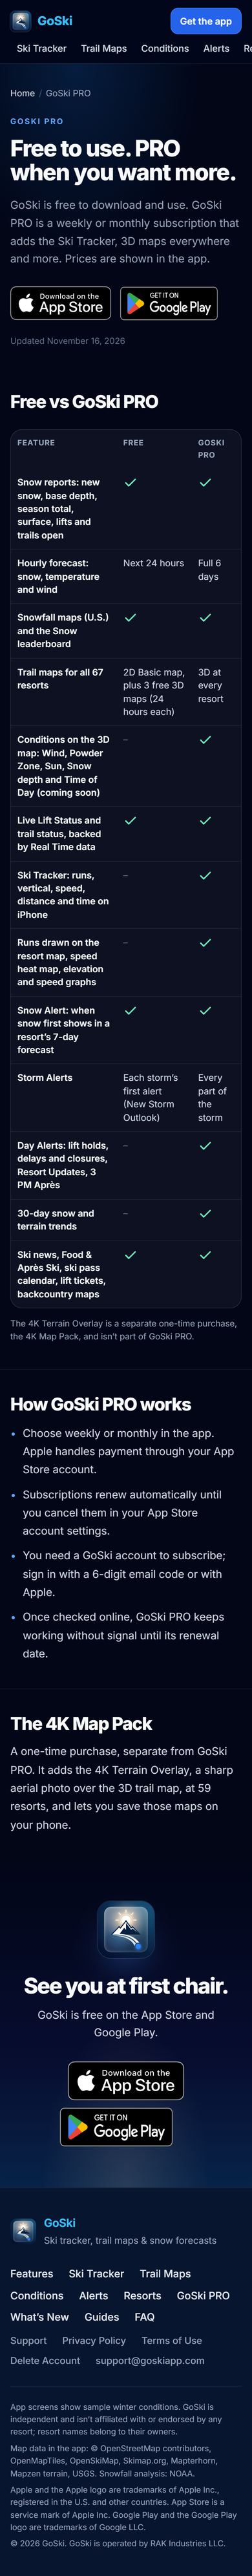 GoSki
Get the app
Ski Tracker Trail Maps Conditions Alerts
Home / GoSki PRO
GOSKI PRO
Free to use. PRO
when you want more.
GoSki is free to download and use. GoSki
PRO is a weekly or monthly subscription that
adds the Ski Tracker, 3D maps everywhere
and more. Prices are shown in the app.
Download on the
App Store
GET IT ON
Google Play
Updated November 16, 2026
Free vs GoSki PRO
FEATURE FREE GOSKI
PRO
Snow reports: new
snow, base depth,
season total,
surface, lifts and
trails open
✓ ✓
Hourly forecast: Next 24 hours Full 6
snow, temperature days
and wind
Snowfall maps (U.S.) ✓ ✓
and the Snow
leaderboard
Trail maps for all 67 2D Basic map, 3D at
resorts plus 3 free 3D every
maps (24 resort
hours each)
Conditions on the 3D – ✓
map: Wind, Powder
Zone, Sun, Snow
depth and Time of
Day (coming soon)
Live Lift Status and ✓ ✓
trail status, backed
by Real Time data
Ski Tracker: runs, – ✓
vertical, speed,
distance and time on
iPhone
Runs drawn on the – ✓
resort map, speed
heat map, elevation
and speed graphs
Snow Alert: when ✓ ✓
snow first shows in a
resort's 7-day
forecast
Storm Alerts Each storm's Every
first alert part of
(New Storm the
Outlook) storm
Day Alerts: lift holds, – ✓
delays and closures,
Resort Updates, 3
PM Après
30-day snow and – ✓
terrain trends
Ski news, Food & ✓ ✓
Après Ski, ski pass
calendar, lift tickets,
backcountry maps
The 4K Terrain Overlay is a separate one-time purchase,
the 4K Map Pack, and isn't part of GoSki PRO.
How GoSki PRO works
• Choose weekly or monthly in the app.
Apple handles payment through your App
Store account.
• Subscriptions renew automatically until
you cancel them in your App Store
account settings.
• You need a GoSki account to subscribe;
sign in with a 6-digit email code or with
Apple.
• Once checked online, GoSki PRO keeps
working without signal until its renewal
date.
The 4K Map Pack
A one-time purchase, separate from GoSki
PRO. It adds the 4K Terrain Overlay, a sharp
aerial photo over the 3D trail map, at 59
resorts, and lets you save those maps on
your phone.
See you at first chair.
GoSki is free on the App Store and
Google Play.
Download on the
App Store
GET IT ON
Google Play
GoSki
Ski tracker, trail maps & snow forecasts
Features Ski Tracker Trail Maps
Conditions Alerts Resorts GoSki PRO
What's New Guides FAQ
Support Privacy Policy Terms of Use
Delete Account support@goskiapp.com
App screens show sample winter conditions. GoSki is
independent and isn't affiliated with or endorsed by any
resort; resort names belong to their owners.
Map data in the app: © OpenStreetMap contributors,
OpenMapTiles, OpenSkiMap, Skimap.org, Mapterhorn,
Mapzen terrain, USGS. Snowfall analysis: NOAA.
Apple and the Apple logo are trademarks of Apple Inc.,
registered in the U.S. and other countries. App Store is a
service mark of Apple Inc. Google Play and the Google Play
logo are trademarks of Google LLC.
© 2026 GoSki. GoSki is operated by RAK Industries LLC.